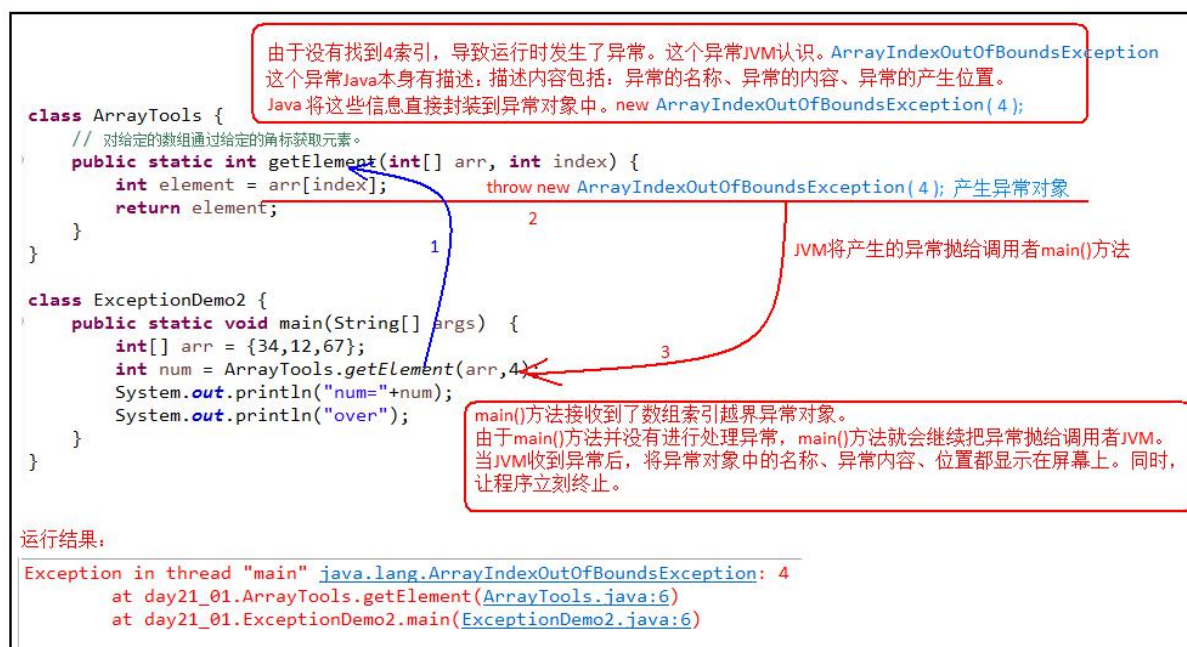 由于没有找到4索引，导致运行时发生了异常。这个异常JVM认识。ArrayIndexOutOfBoundsException
这个异常Java本身有描述：描述内容包括：异常的名称、异常的内容、异常的产生位置。
Java 将这些信息直接封装到异常对象中。new ArrayIndexOutOfBoundsException( 4 );
class ArrayTools {
// 对给定的数组通过给定的角标获取元素。
public static int getElement(int[] arr, int index) {
int element = arr[index];
throw new ArrayIndexOutOfBoundsException( 4 ); 产生异常对象
return element;
2
}
1
JVM将产生的异常抛给调用者main()方法
}
class ExceptionDemo2 {
public static void main(String[] args) {
int[] arr = {34,12,67};
3
int num = ArrayTools.getElement(arr,4);
System.out.println("num="+num);
System.out.println("over");
}
}
main()方法接收到了数组索引越界异常对象。
由于main()方法并没有进行处理异常，main()方法就会继续把异常抛给调用者JVM。
当JVM收到异常后，将异常对象中的名称、异常内容、位置都显示在屏幕上。同时，
让程序立刻终止。
运行结果：
Exception in thread "main" java.lang.ArrayIndexOutOfBoundsException: 4
at day21_01.ArrayTools.getElement(ArrayTools.java:6)
at day21_01.ExceptionDemo2.main(ExceptionDemo2.java:6)